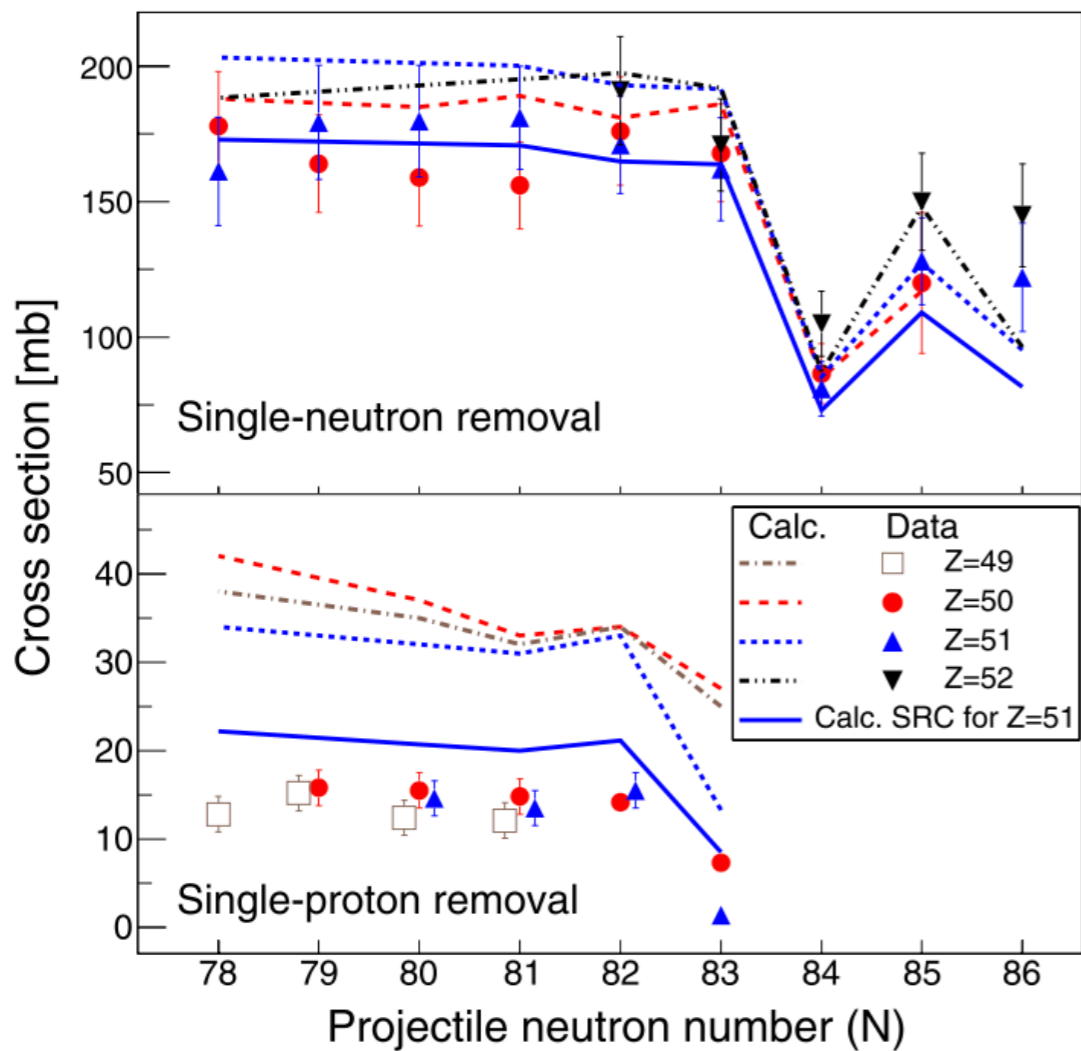 Cross section [mb]
200
150
100
50
Single-neutron removal
40
30
20
10
0
Single-proton removal
Calc. Data
Z=49
Z=50
Z=51
Z=52
Calc. SRC for Z=51
78 79 80 81 82 83 84 85 86
Projectile neutron number (N)